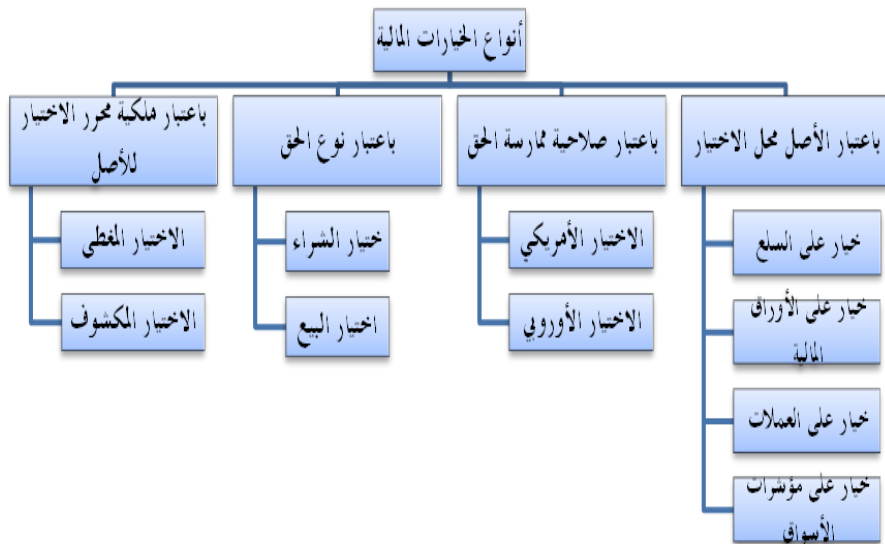 أنواع الخيارات المالية
باعتبار الأصل محل الاختيار
خيار على السلع
خيار على الأوراق
المالية
خيار على العملات
خيار على مؤشرات
الأسواق
باعتبار صلاحية ممارسة الحق
الاختيار الأمريكي
الاختيار الأوروبي
باعتبار نوع الحق
ختيار الشراء
اختيار البيع
باعتبار ملكية محرر الاختيار
للأصل
الاختيار المغطى
الاختيار المكشوف